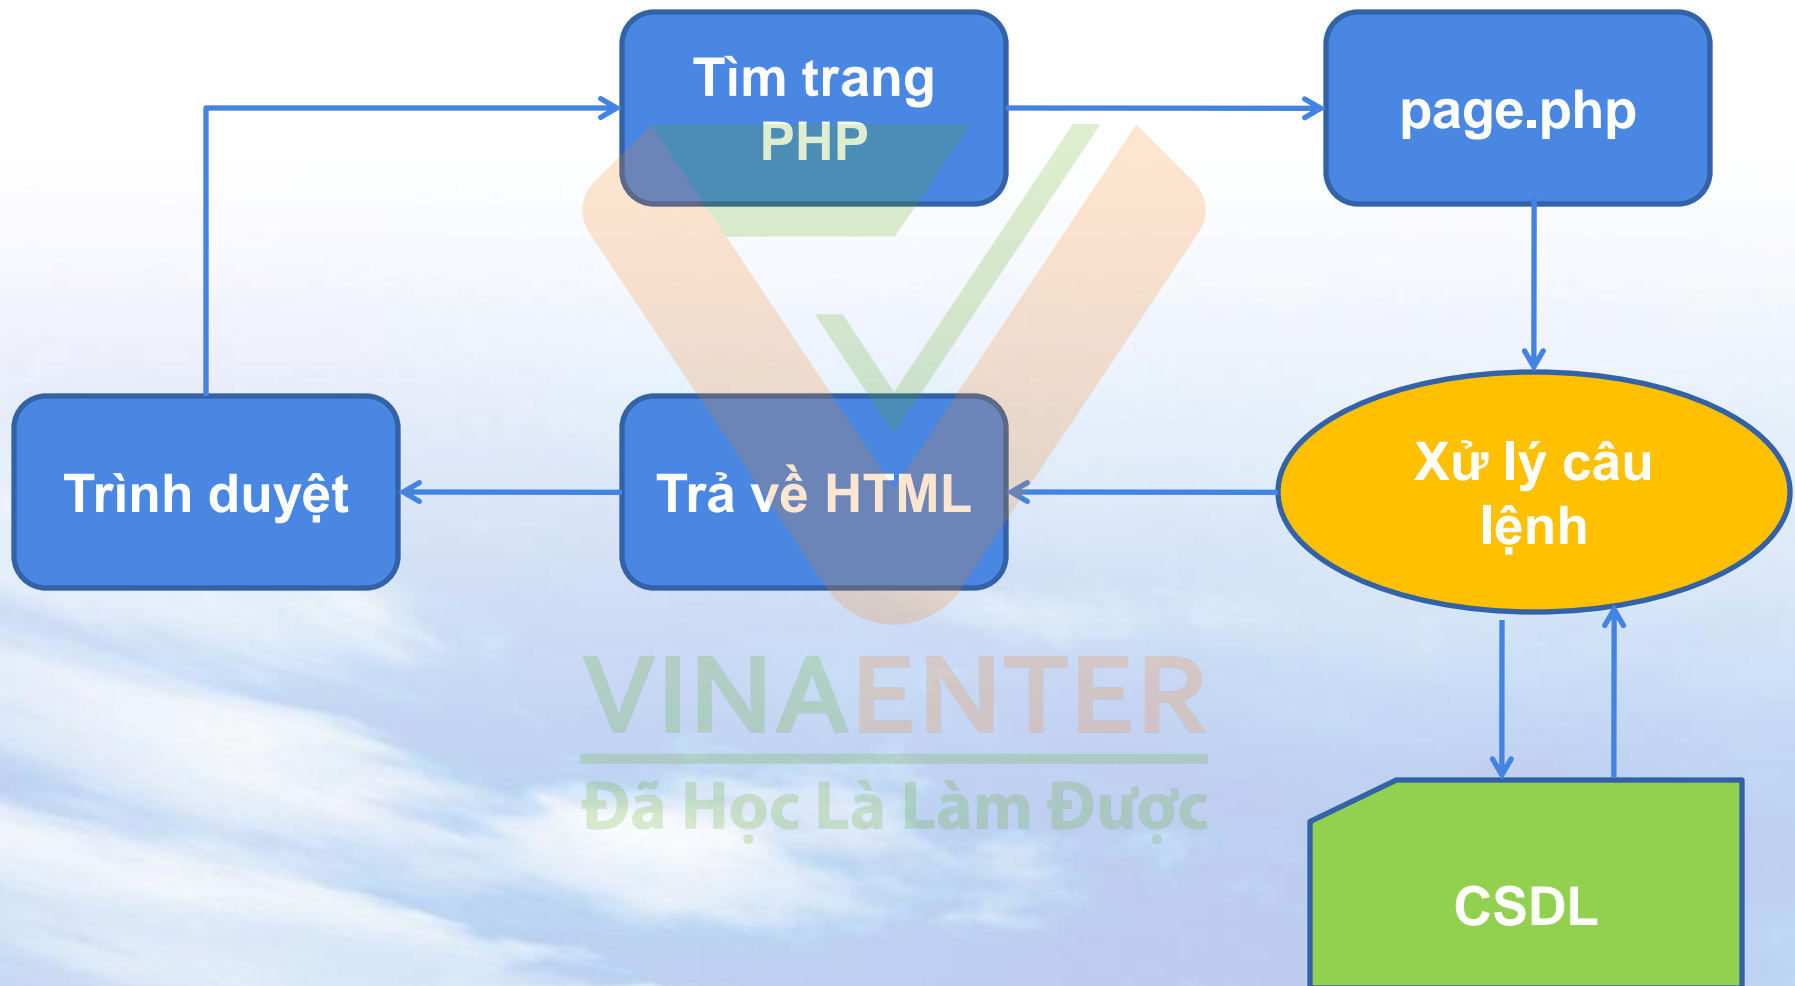 Tìm trang
PHP
page.php
Trình duyệt
Trả về HTML
Xử lý câu
lệnh
VINAENTER
Đã Học Là Làm Được
CSDL